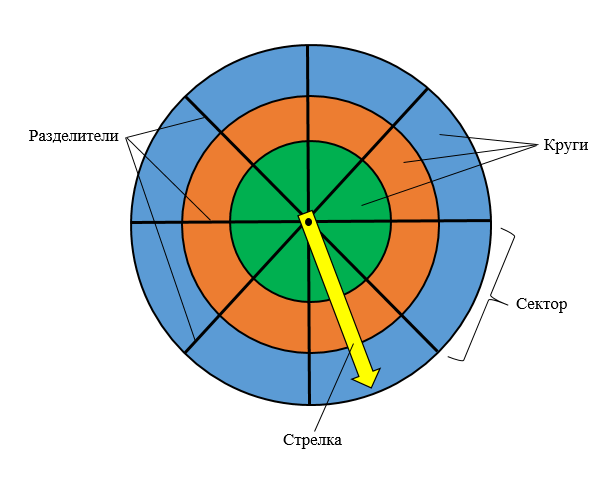 Разделители
Круги
Сектор
Стрелка